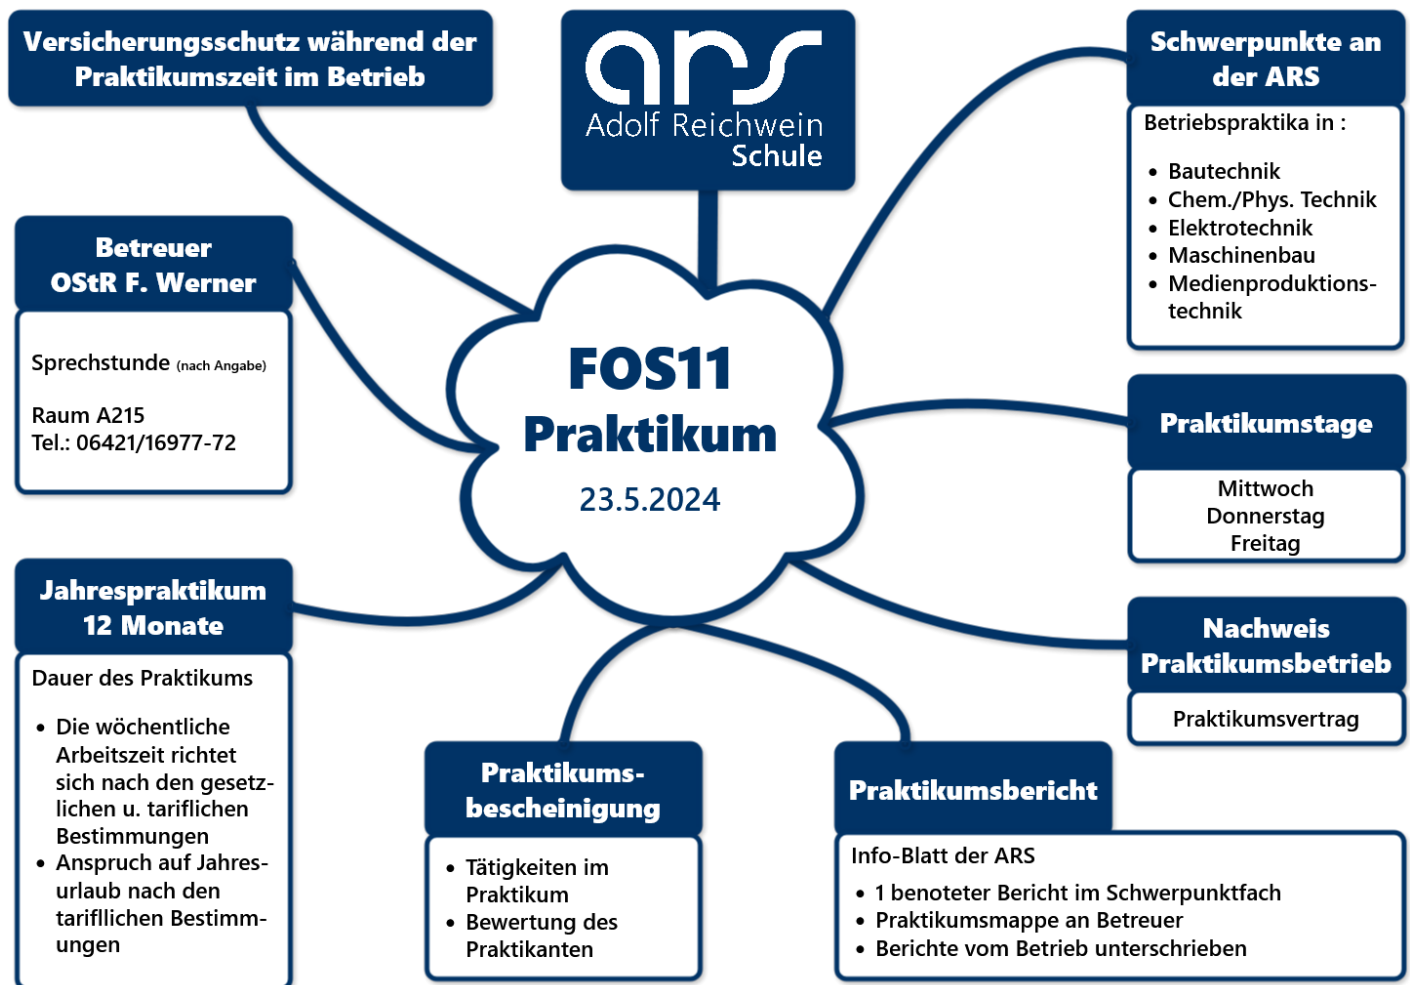 Versicherungsschutz während der
Praktikumszeit im Betrieb
ars
Adolf Reichwein
Schule
Schwerpunkte an
der ARS
Betriebspraktika in :
• Bautechnik
• Chem./Phys. Technik
• Elektrotechnik
• Maschinenbau
• Medienproduktions-
technik
Betreuer
OStR F. Werner
Sprechstunde (nach Angabe)
Raum A215
Tel.: 06421/16977-72
FOS11
Praktikum
23.5.2024
Praktikumstage
Mittwoch
Donnerstag
Freitag
Jahrespraktikum
12 Monate
Dauer des Praktikums
• Die wöchentliche
Arbeitszeit richtet
sich nach den gesetz-
lichen u. tariflichen
Bestimmungen
• Anspruch auf Jahres-
urlaub nach den
tarifllichen Bestimm-
ungen
Nachweis
Praktikumsbetrieb
Praktikumsvertrag
Praktikums-
bescheinigung
• Tätigkeiten im
Praktikum
• Bewertung des
Praktikanten
Praktikumsbericht
Info-Blatt der ARS
• 1 benoteter Bericht im Schwerpunktfach
• Praktikumsmappe an Betreuer
• Berichte vom Betrieb unterschrieben